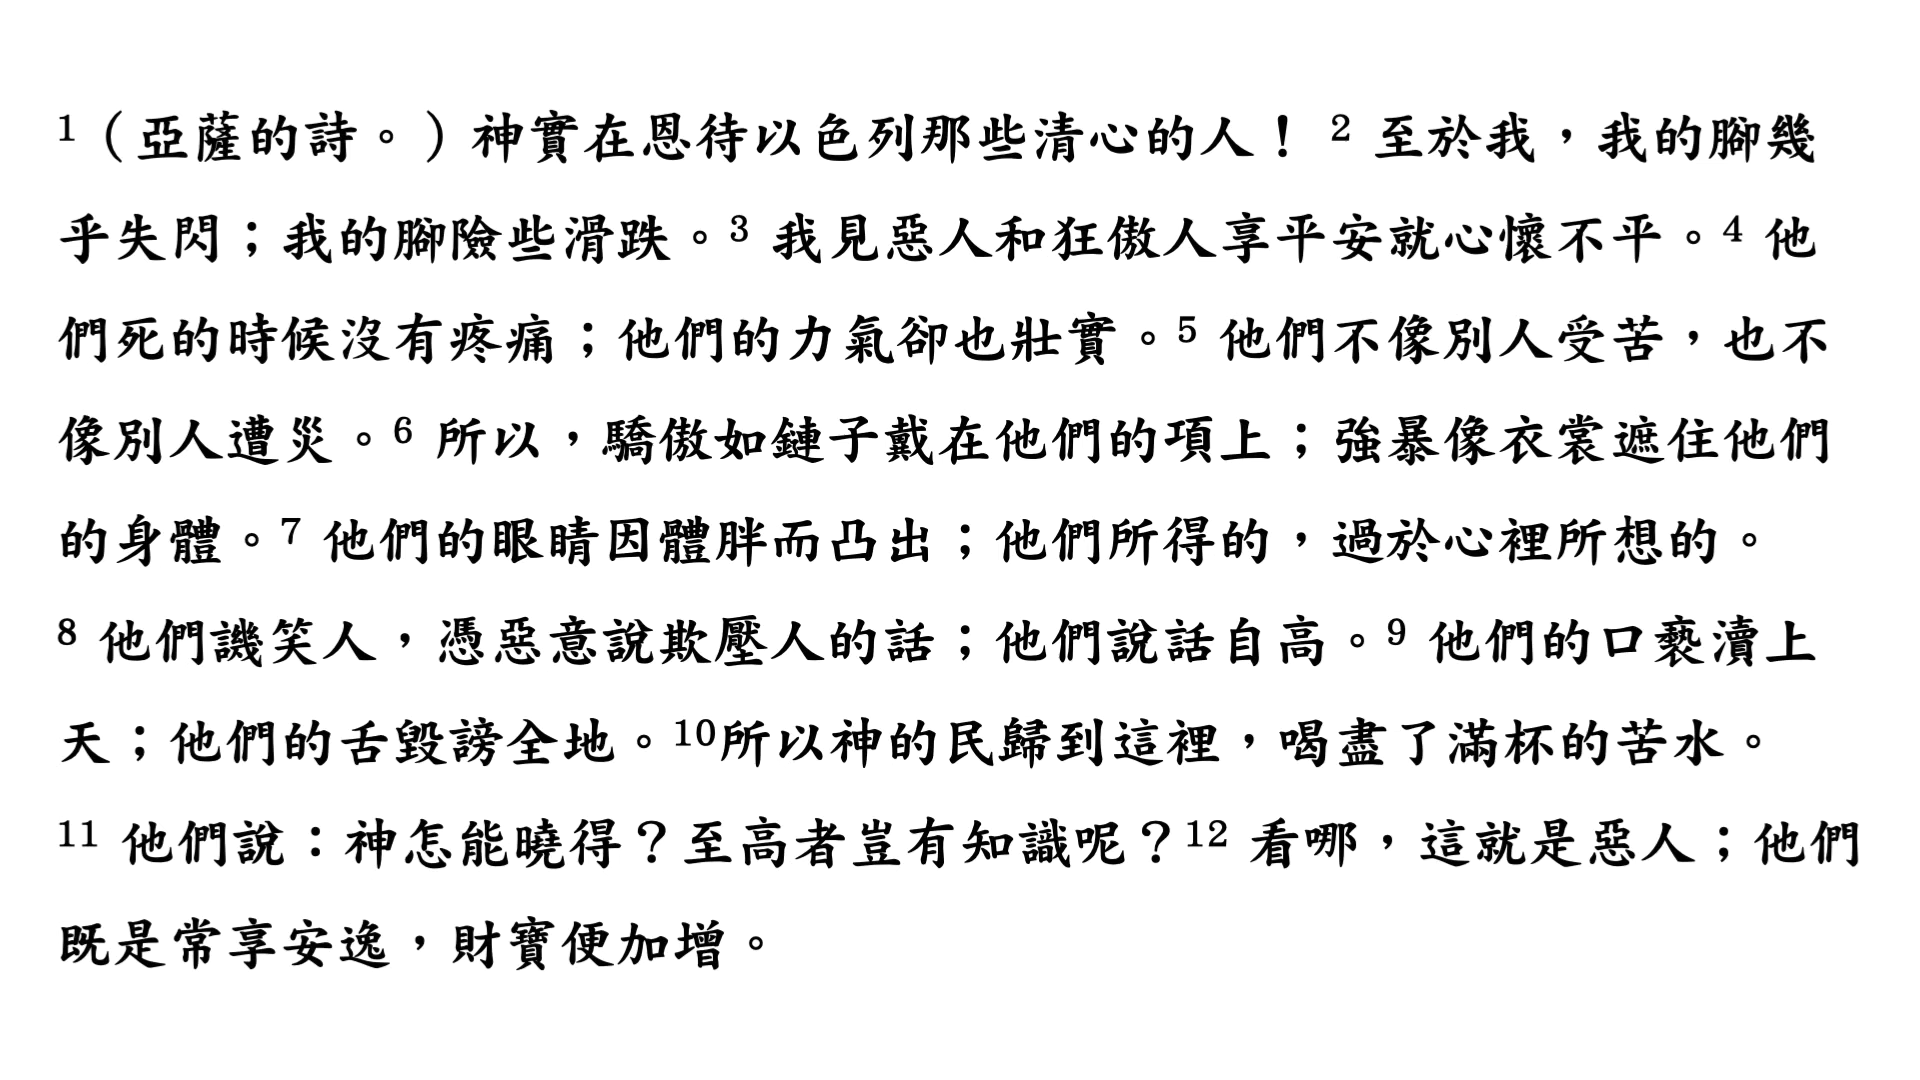 1（亞薩的詩。）神實在恩待以色列那些清心的人！ 2 至於我，我的腳幾
乎失閃；我的腳險些滑跌。3 我見惡人和狂傲人享平安就心懷不平。4 他
們死的時候沒有疼痛；他們的力氣卻也壯實。5 他們不像別人受苦，也不
像別人遭災。6 所以，驕傲如鏈子戴在他們的項上；強暴像衣裳遮住他們
的身體。7 他們的眼睛因體胖而凸出；他們所得的，過於心裡所想的。
8 他們譏笑人，憑惡意說欺壓人的話；他們說話自高。9 他們的口褻瀆上
天；他們的舌毀謗全地。10所以神的民歸到這裡，喝盡了滿杯的苦水。
11 他們說：神怎能曉得？至高者豈有知識呢？12 看哪，這就是惡人；他們
既是常享安逸，財寶便加增。